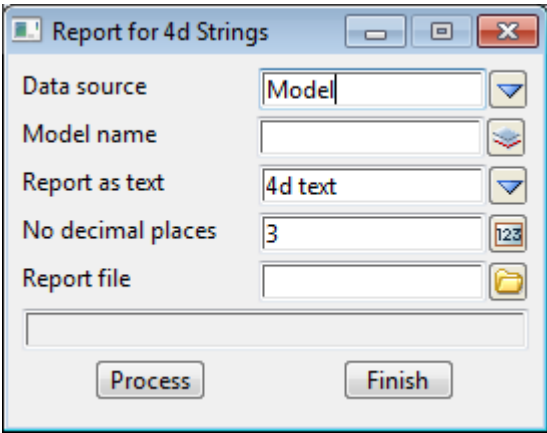 Report for 4d Strings
Data source Model
Model name
Report as text 4d text
No decimal places 3 123
Report file
Process Finish